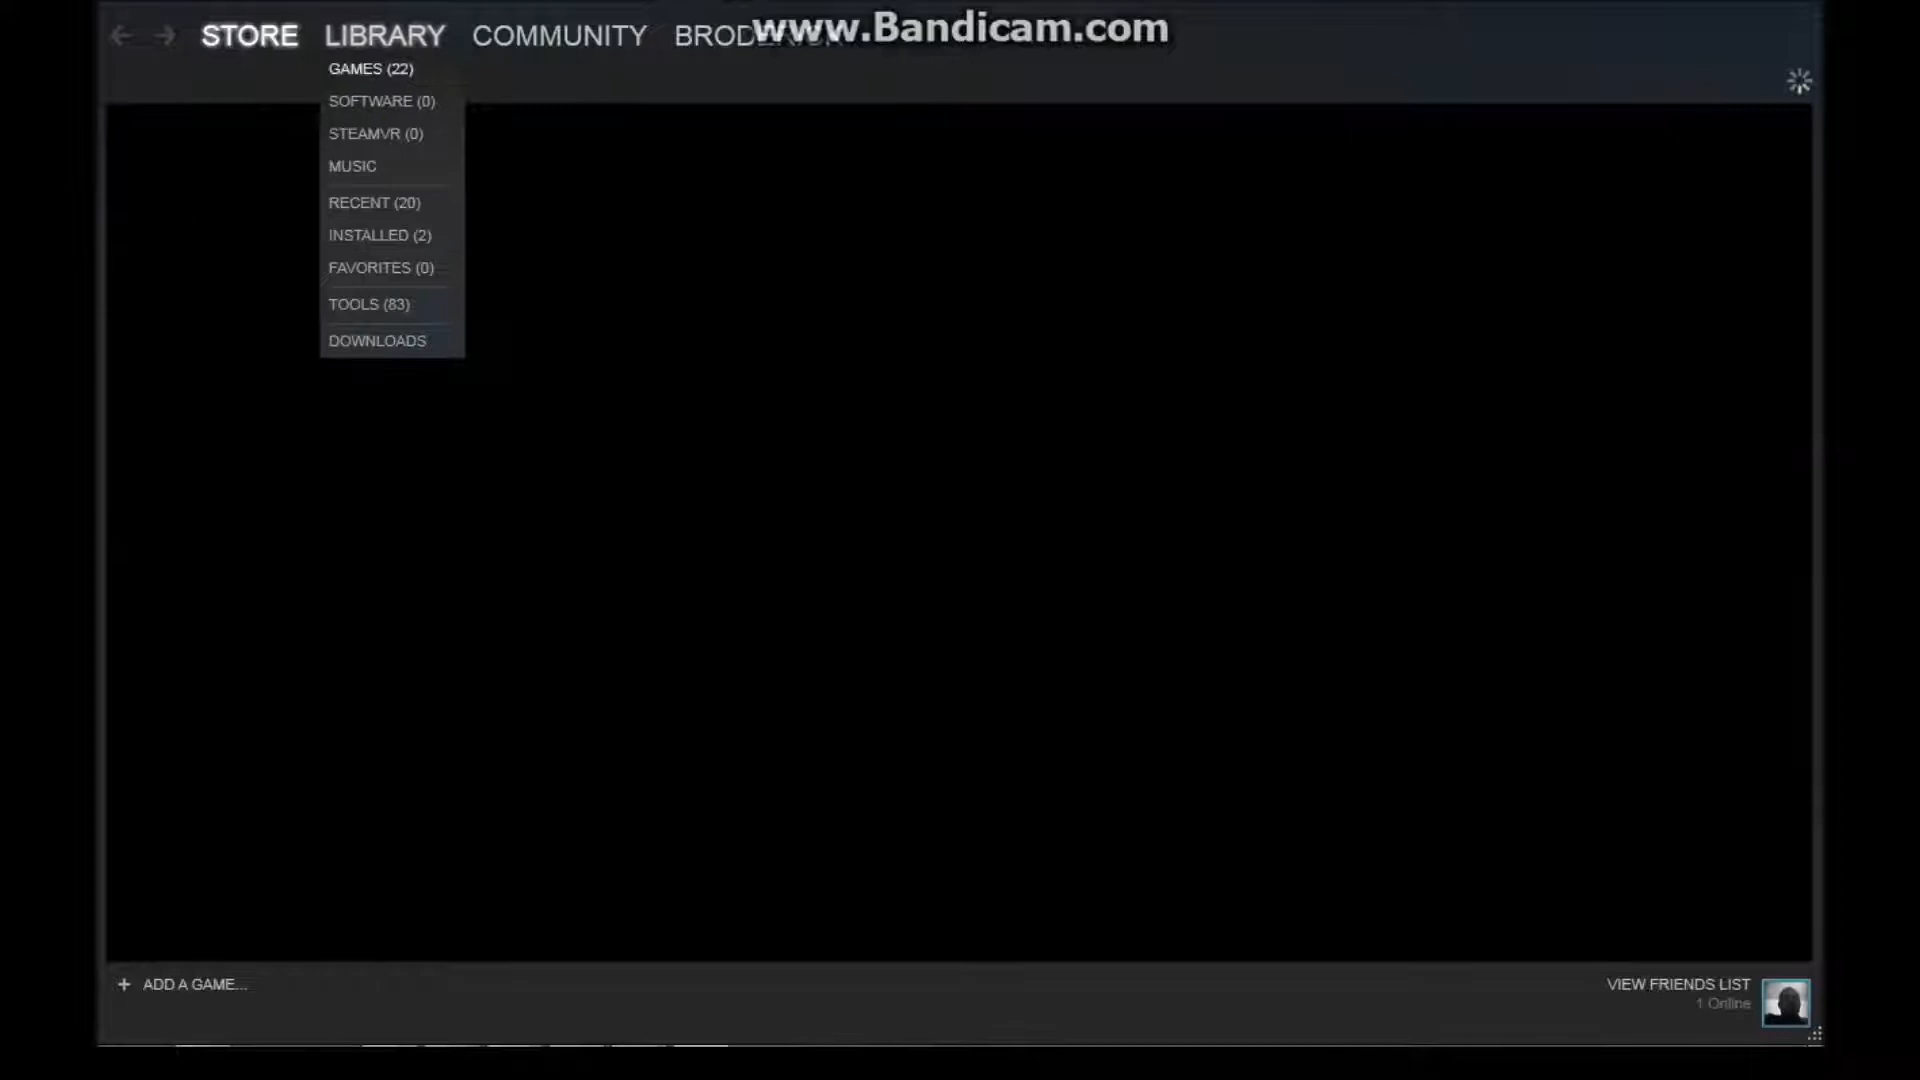 STORE LIBRARY COMMUNITY
www.Bandicam.com
GAMES (22)
SOFTWARE (0)
STEAMVR (0)
MUSIC
RECENT (20)
INSTALLED (2)
FAVORITES (0)
TOOLS (83)
DOWNLOADS
+ ADD A GAME...
VIEW FRIENDS LIST
1 Online